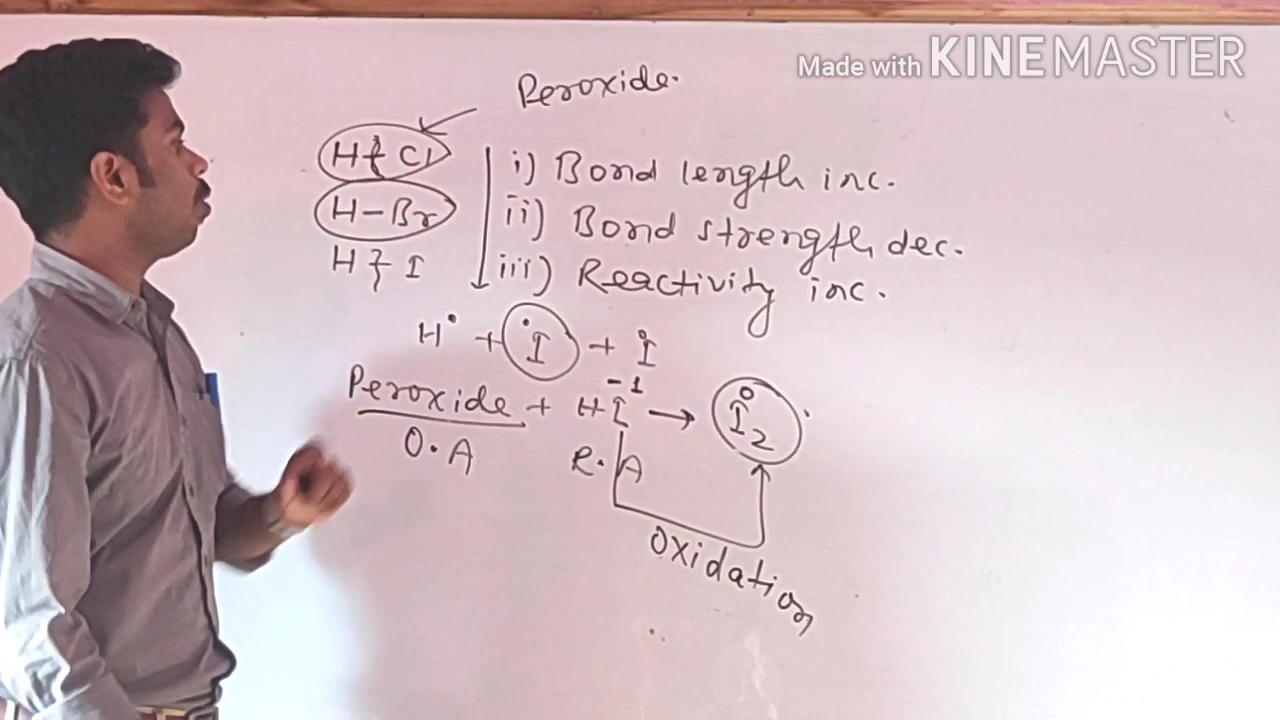 Made with KINEMASTER
Peroxide.
H-Cl
H-Br
H-I
i) Bond length inc.
ii) Bond strength dec.
iii) Reactivity inc.
H• + •I + I
Peroxide + HI -1 → I2 0
O.A R.A
Oxidation